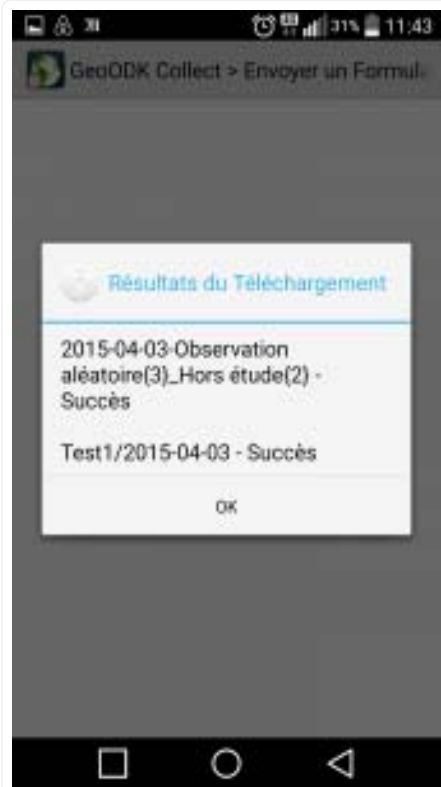 31% 11:43
GeoODK Collect > Envoyer un Formul
Résultats du Téléchargement
2015-04-03-Observation
aléatoire(3)_Hors étude(2) -
Succès
Test1/2015-04-03 - Succès
OK